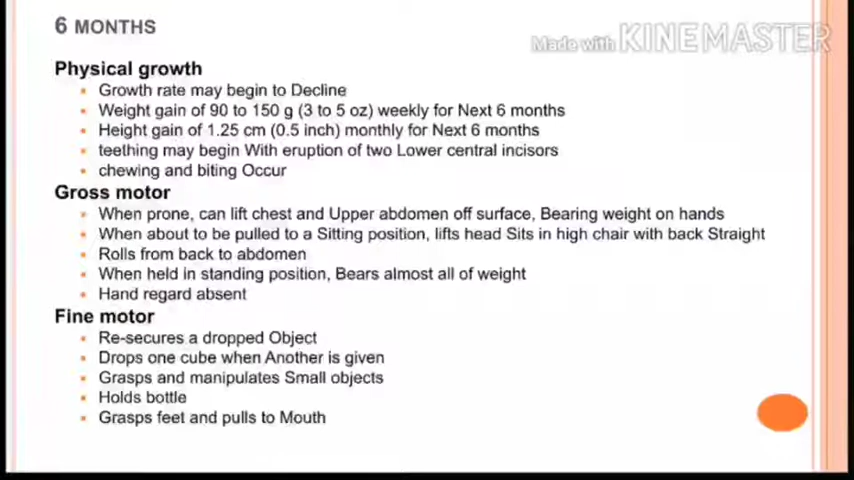 6 MONTHS
Made with KINEMASTER
Physical growth
Growth rate may begin to Decline
Weight gain of 90 to 150 g (3 to 5 oz) weekly for Next 6 months
Height gain of 1.25 cm (0.5 inch) monthly for Next 6 months
teething may begin With eruption of two Lower central incisors
chewing and biting Occur
Gross motor
When prone, can lift chest and Upper abdomen off surface, Bearing weight on hands
When about to be pulled to a Sitting position, lifts head Sits in high chair with back Straight
Rolls from back to abdomen
When held in standing position, Bears almost all of weight
Hand regard absent
Fine motor
Re-secures a dropped Object
Drops one cube when Another is given
Grasps and manipulates Small objects
Holds bottle
Grasps feet and pulls to Mouth